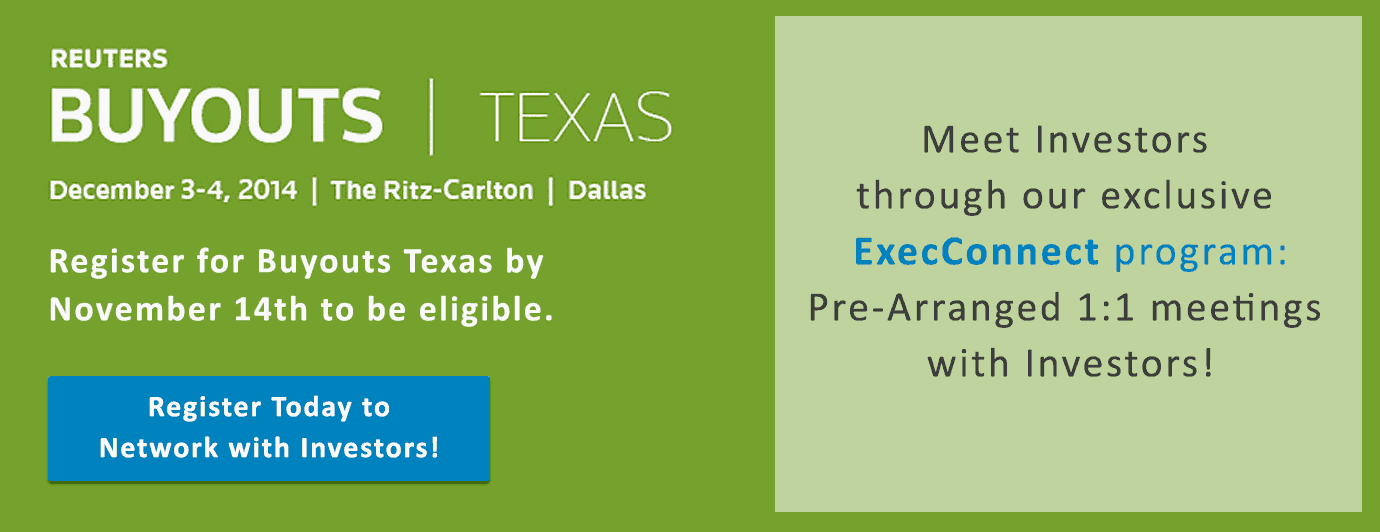 REUTERS
BUYOUTS | TEXAS
December 3-4, 2014 | The Ritz-Carlton | Dallas
Register for Buyouts Texas by
November 14th to be eligible.
Register Today to
Network with Investors!
Meet Investors
through our exclusive
ExecConnect program:
Pre-Arranged 1:1 meetings
with Investors!